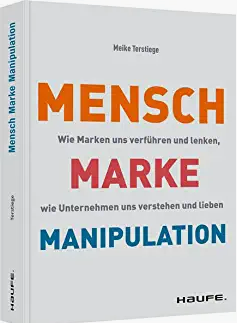 Meike Terstiege
MENSCH
Wie Marken uns verführen und lenken,
MARKE
wie Unternehmen uns verstehen und lieben
MANIPULATION
HAUFE.
Mensch Marke Manipulation
Terstiege
HAUFE.